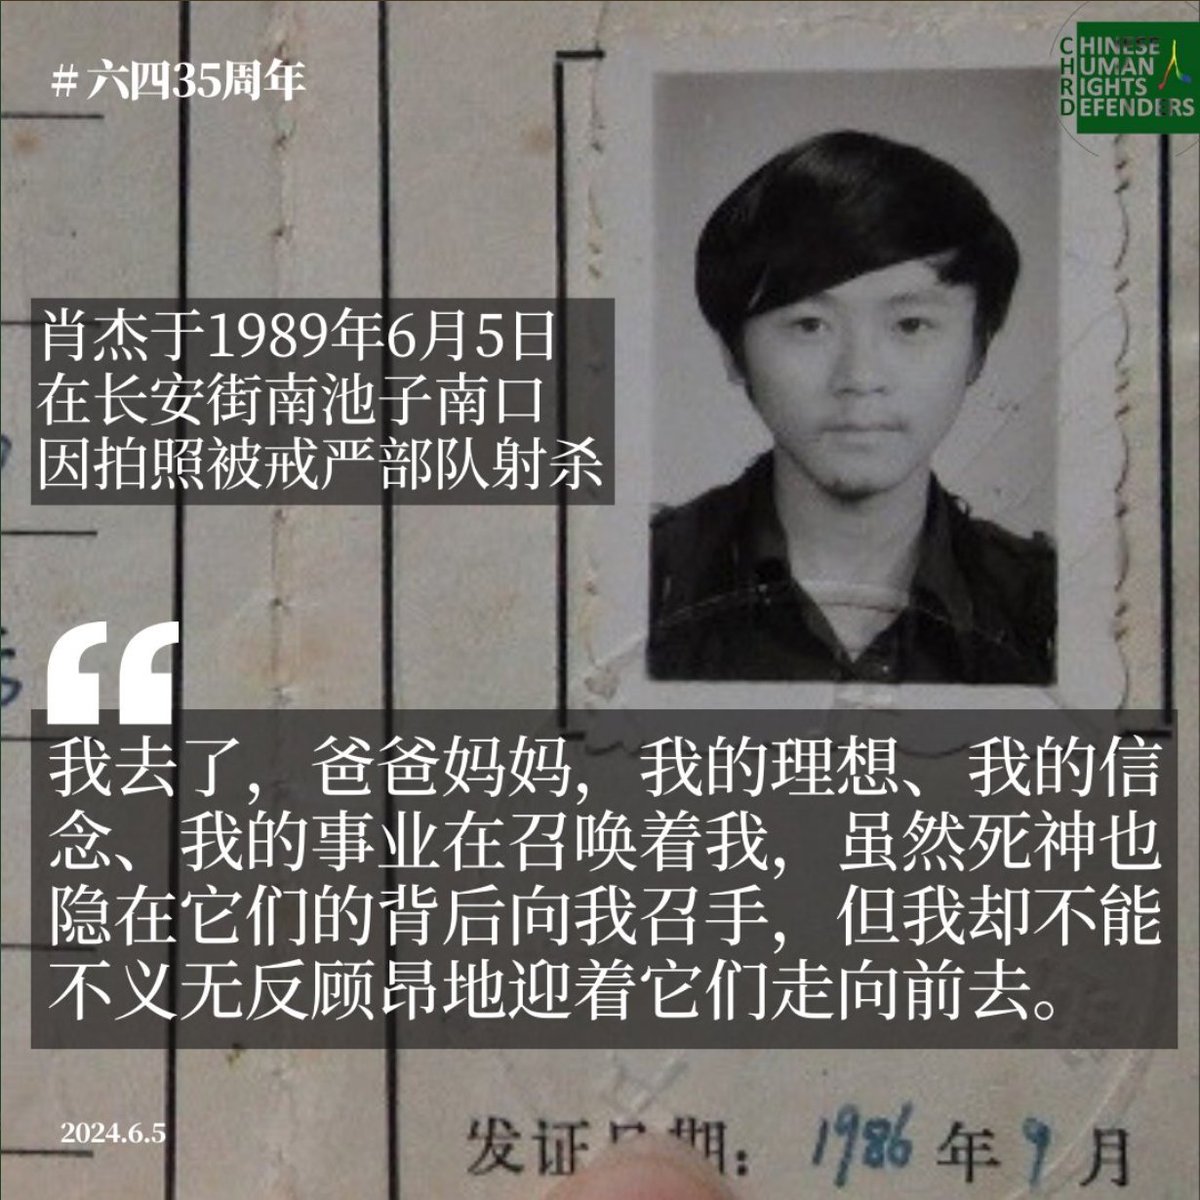 #六四35周年
CHINESE
HUMAN
RIGHTS
DEFENDERS
肖杰于1989年6月5日
在长安街南池子南口
因拍照被戒严部队射杀
“
我去了，爸爸妈妈，我的理想、我的信
念、我的事业在召唤着我，虽然死神也
隐在它们的背后向我召手，但我却不能
不义无反顾昂地迎着它们走向前去。
2024.6.5
发证日期：1986年9月